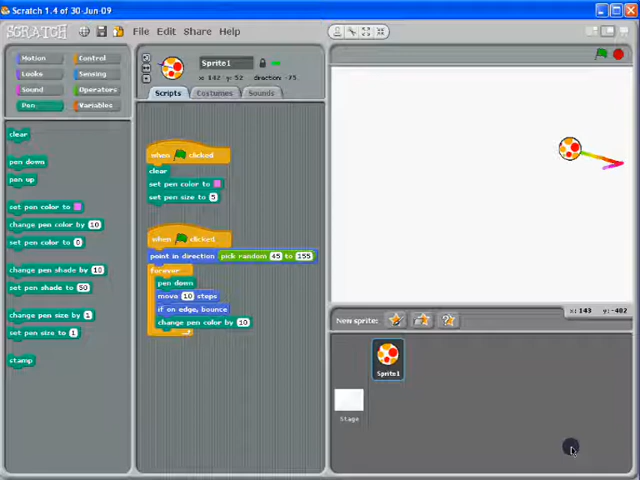 Scratch 1.4 of 30-Jun-09
SCRATCH File Edit Share Help
Motion Control
Looks Sensing
Sound Operators
Pen Variables
clear
pen down
pen up
set pen color to
change pen color by 10
set pen color to 0
change pen shade by 10
set pen shade to 50
change pen size by 1
set pen size to 1
stamp
Sprite1
x: 142 y: 52 direction: -75
Scripts Costumes Sounds
when clicked
clear
set pen color to
set pen size to 5
when clicked
point in direction pick random 45 to 155
forever
pen down
move 10 steps
if on edge, bounce
change pen color by 10
x: 143 y: -402
New sprite:
Sprite1
Stage